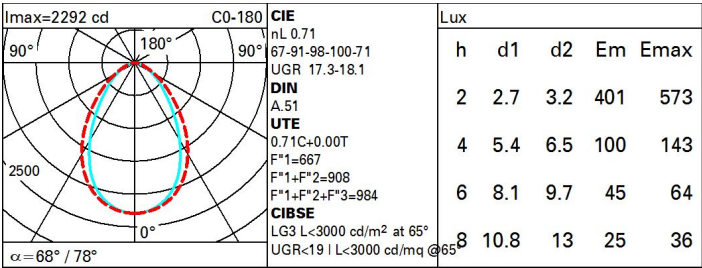 Imax=2292 cd C0-180
90° 180° 90°
2500
0°
α=68° / 78°
CIE
nL 0.71
67-91-98-100-71
UGR 17.3-18.1
DIN
A.51
UTE
0.71C+0.00T
F"1=667
F"1+F"2=908
F"1+F"2+F"3=984
CIBSE
LG3 L<3000 cd/m² at 65°
UGR<19 | L<3000 cd/mq @65°
Lux
h d1 d2 Em Emax
2 2.7 3.2 401 573
4 5.4 6.5 100 143
6 8.1 9.7 45 64
8 10.8 13 25 36